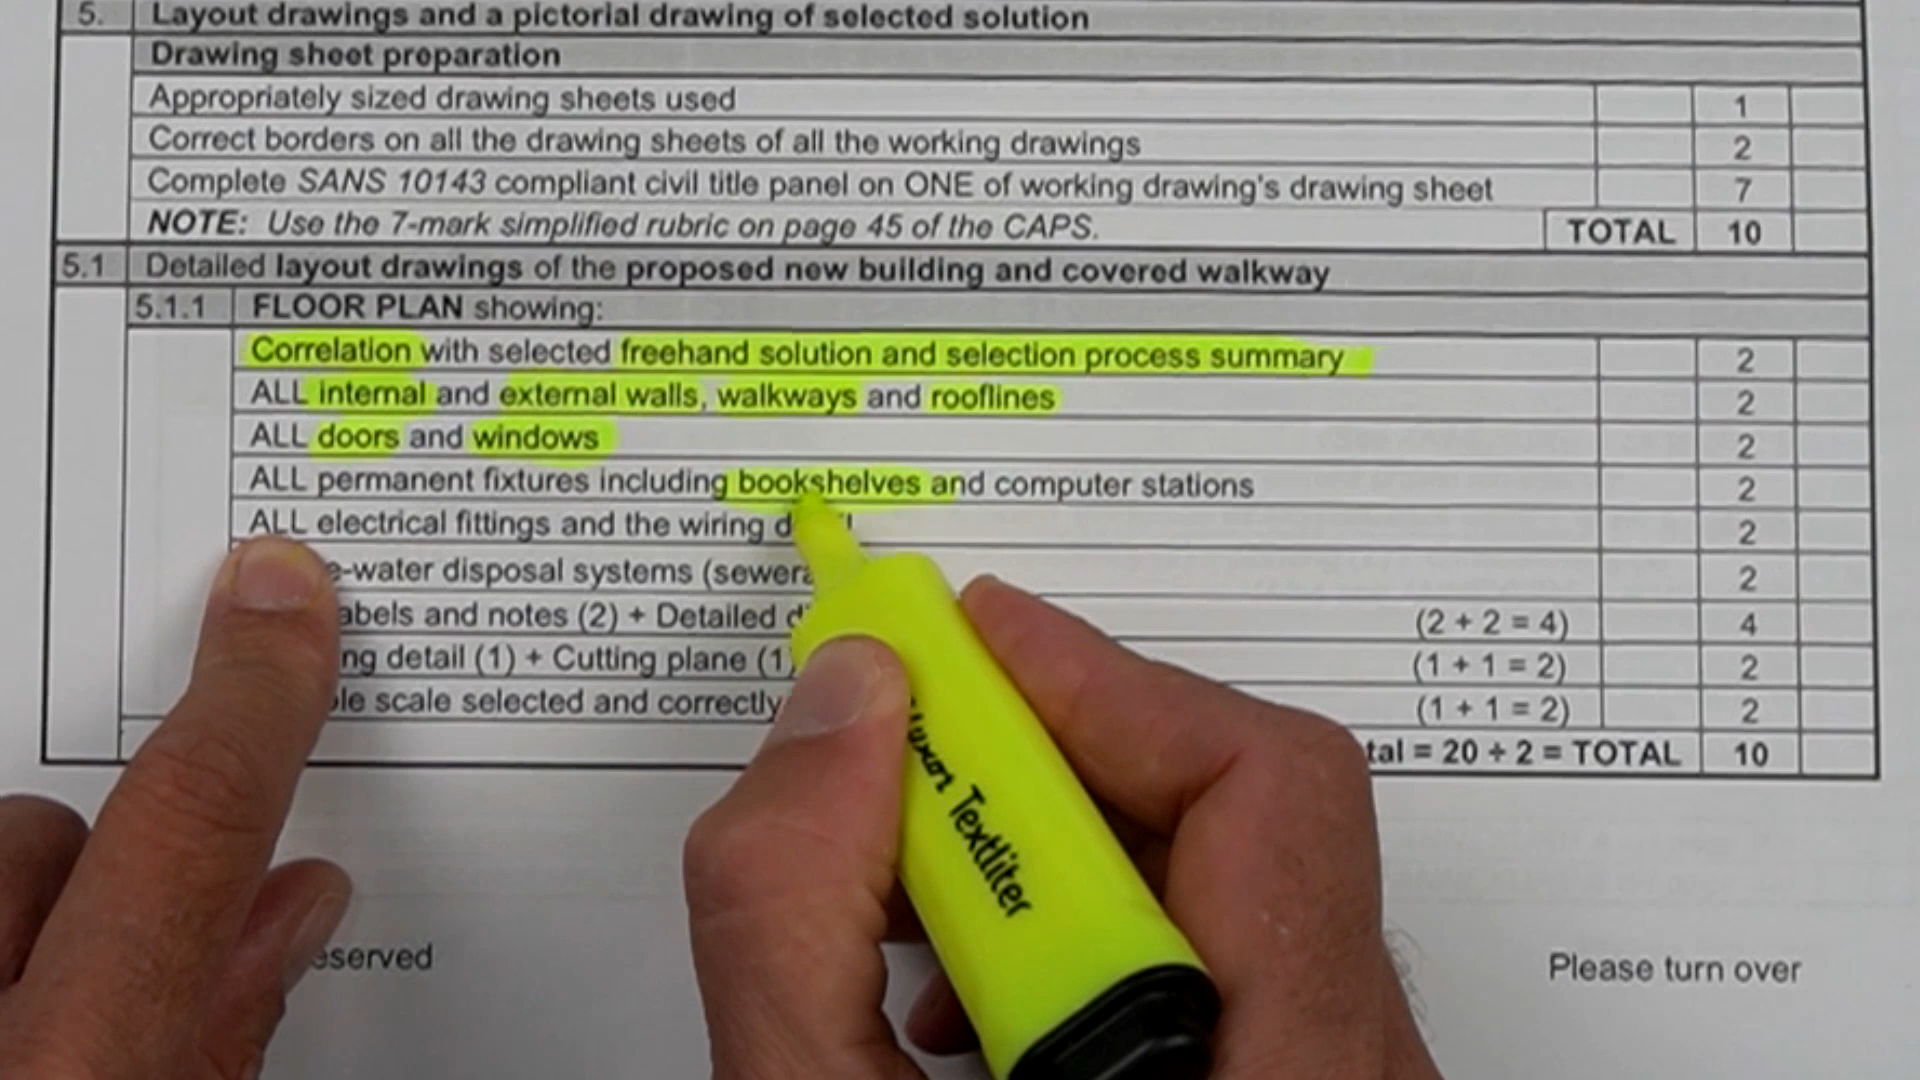 5. Layout drawings and a pictorial drawing of selected solution
Drawing sheet preparation
Appropriately sized drawing sheets used 1
Correct borders on all the drawing sheets of all the working drawings 2
Complete SANS 10143 compliant civil title panel on ONE of working drawing's drawing sheet 7
NOTE: Use the 7-mark simplified rubric on page 45 of the CAPS. TOTAL 10
5.1 Detailed layout drawings of the proposed new building and covered walkway
5.1.1 FLOOR PLAN showing:
Correlation with selected freehand solution and selection process summary 2
ALL internal and external walls, walkways and rooflines 2
ALL doors and windows 2
ALL permanent fixtures including bookshelves and computer stations 2
ALL electrical fittings and the wiring 2
-water disposal systems 2
and notes (2) + Detailed (2 + 2 = 4) 4
detail (1) + Cutting plane (1) (1 + 1 = 2) 2
scale selected and correctly (1 + 1 = 2) 2
= 20 ÷ 2 = TOTAL 10
Please turn over
Luxor Textliter